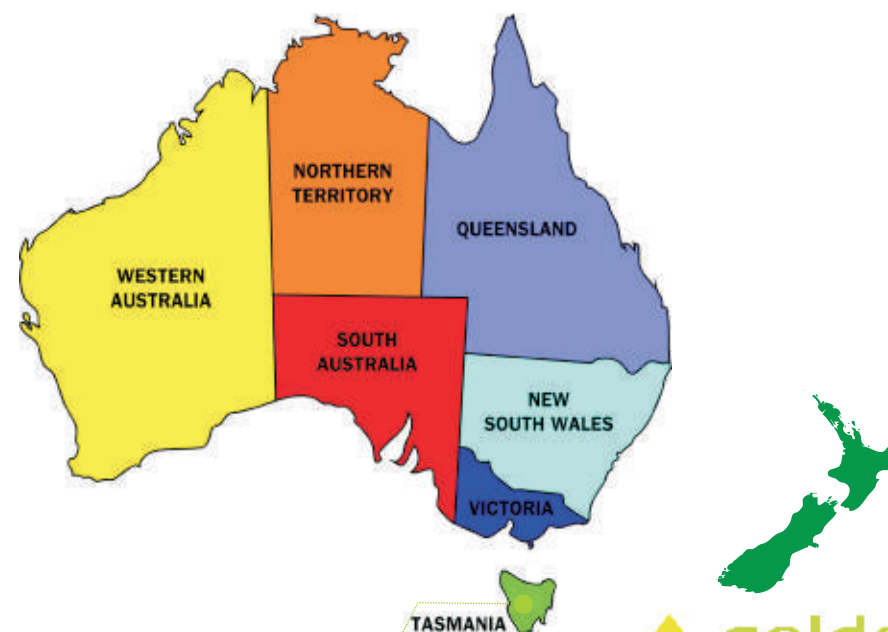 NORTHERN
TERRITORY
QUEENSLAND
WESTERN
AUSTRALIA
SOUTH
AUSTRALIA
NEW
SOUTH WALES
VICTORIA
TASMANIA